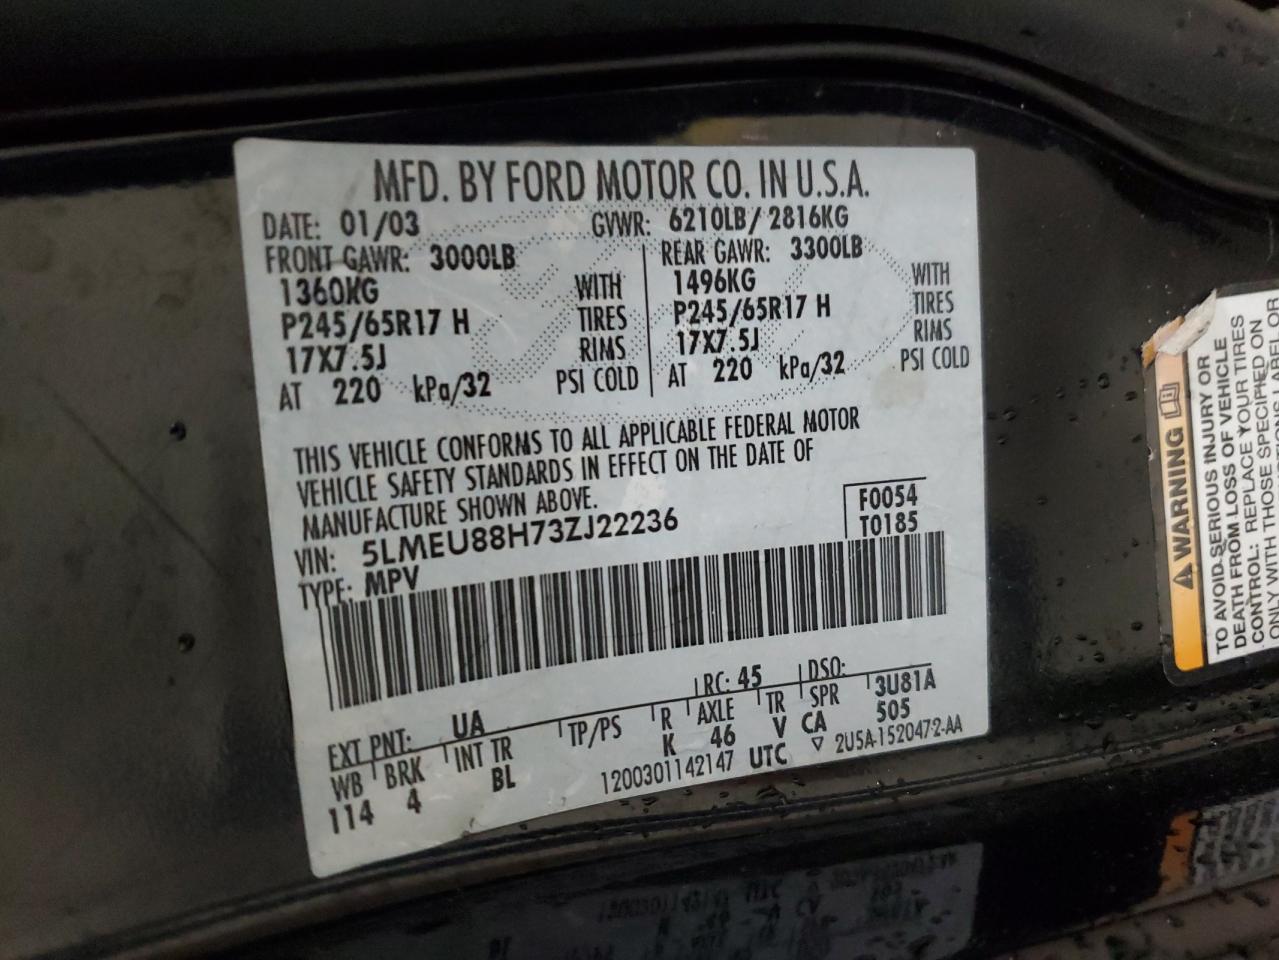 MFD. BY FORD MOTOR CO. IN U.S.A.
DATE: 01/03 GVWR: 6210LB/ 2816KG
FRONT GAWR: 3000LB REAR GAWR: 3300LB
1360KG WITH 1496KG WITH
P245/65R17 H TIRES P245/65R17 H TIRES
17X7.5J RIMS 17X7.5J RIMS
AT 220 kPa/32 PSI COLD AT 220 kPa/32 PSI COLD
THIS VEHICLE CONFORMS TO ALL APPLICABLE FEDERAL MOTOR
VEHICLE SAFETY STANDARDS IN EFFECT ON THE DATE OF
MANUFACTURE SHOWN ABOVE.
F0054
VIN: 5LMEU88H73ZJ22236 T0185
TYPE: MPV
EXT PNT: UA RC: 45 DSO:
WB BRK INT TR TP/PS R AXLE TR SPR 3U81A
114 4 BL K 46 V CA 505
1200301142147 UTC ▽ 2U5A-152047-2-AA
⚠ WARNING
TO AVOID SERIOUS INJURY OR
DEATH FROM LOSS OF VEHICLE
CONTROL: REPLACE YOUR TIRES
ONLY WITH THOSE SPECIFIED ON
LABEL OR